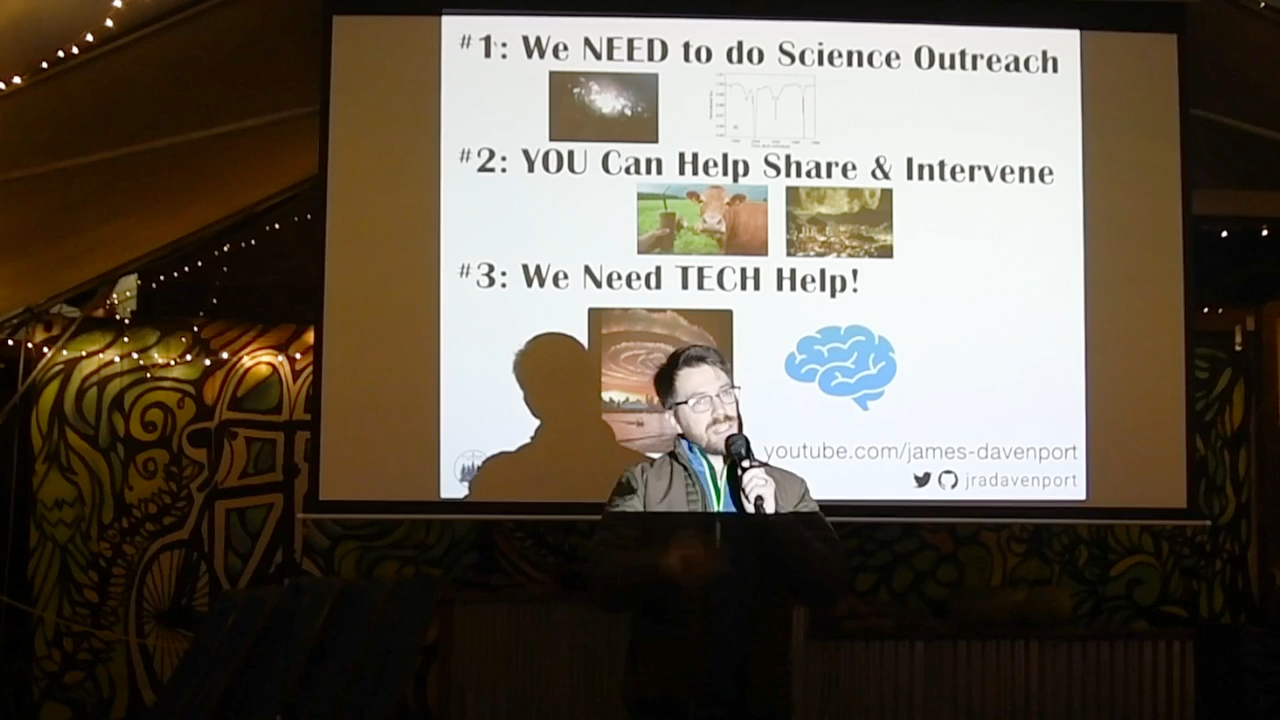 #1: We NEED to do Science Outreach
#2: YOU Can Help Share & Intervene
#3: We Need TECH Help!
youtube.com/james-davenport
jradavenport